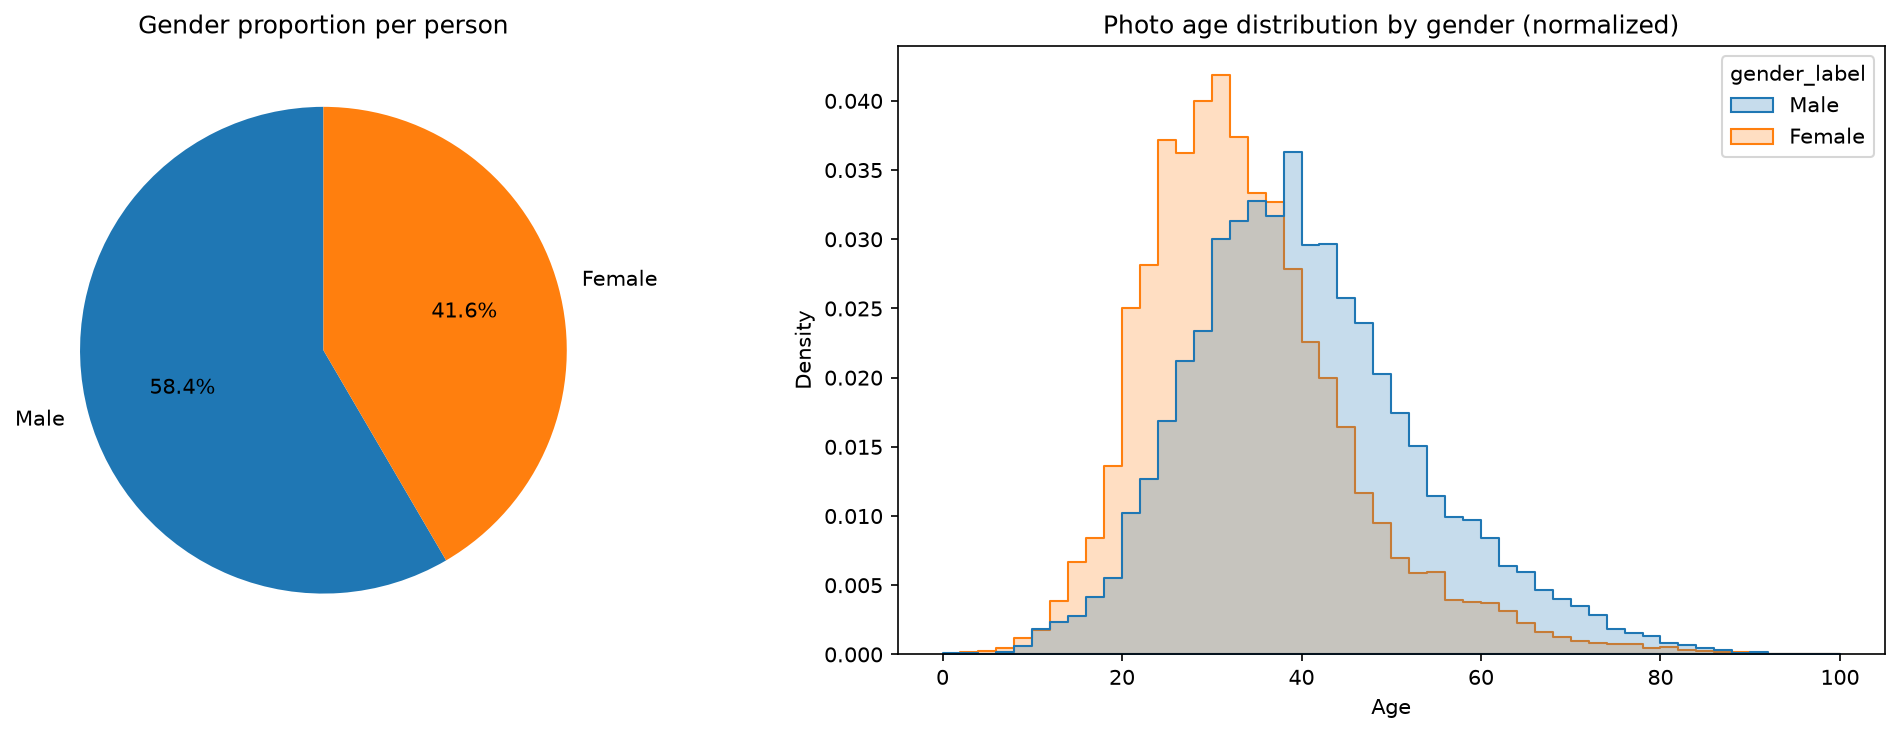 Gender proportion per person
Male
58.4%
41.6%
Female
Photo age distribution by gender (normalized)
gender_label
Male
Female
Density
0.040
0.035
0.030
0.025
0.020
0.015
0.010
0.005
0.000
0 20 40 60 80 100
Age